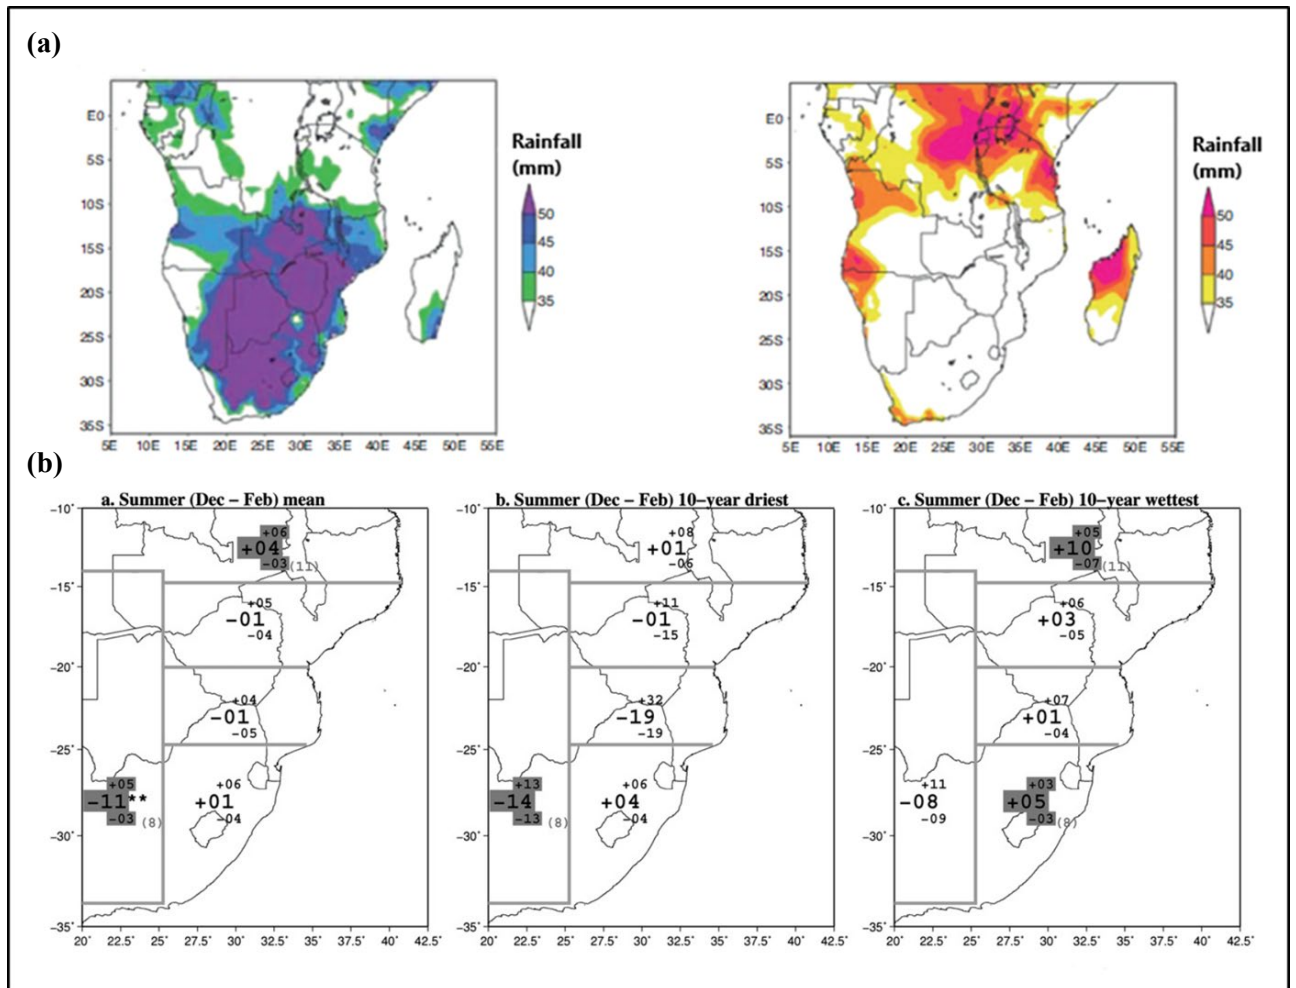 (a)
E0
5S
10S
15S
20S
25S
30S
35S
5E 10E 15E 20E 25E 30E 35E 40E 45E 50E 55E
Rainfall
(mm)
50
45
40
35
E0
5S
10S
15S
20S
25S
30S
35S
5E 10E 15E 20E 25E 30E 35E 40E 45E 50E 55E
Rainfall
(mm)
50
45
40
35
(b)
a. Summer (Dec – Feb) mean
-10°
-15°
-20°
-25°
-30°
-35°
20° 22.5° 25° 27.5° 30° 32.5° 35° 37.5° 40° 42.5°
+06
+04
-03 (11)
+05
-01
-04
+04
-01
-05
+05
-11**
-03 (8)
+06
+01
-04
b. Summer (Dec – Feb) 10–year driest
-10°
-15°
-20°
-25°
-30°
-35°
20° 22.5° 25° 27.5° 30° 32.5° 35° 37.5° 40° 42.5°
+08
+01
-06
+11
-01
-15
+32
-19
-19
+13
-14
-13 (8)
+06
+04
-04
c. Summer (Dec – Feb) 10–year wettest
-10°
-15°
-20°
-25°
-30°
-35°
20° 22.5° 25° 27.5° 30° 32.5° 35° 37.5° 40° 42.5°
+05
+10
-07 (11)
+06
+03
-05
+07
+01
-04
+11
-08
-09
+03
+05
-03 (8)